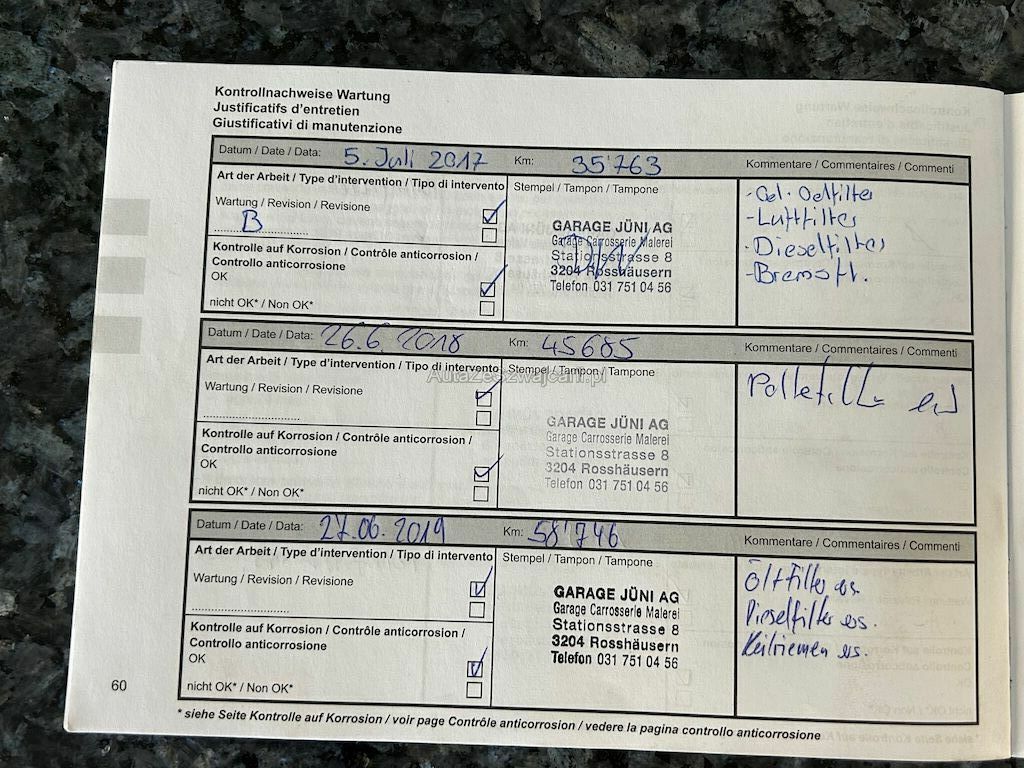 Kontrollnachweise Wartung
Justificatifs d'entretien
Giustificativi di manutenzione
Datum / Date / Data: 5. Juli 2017 Km: 35'763 Kommentare / Commentaires / Commenti
Art der Arbeit / Type d'intervention / Tipo di intervento
Stempel / Tampon / Tampone
Wartung / Revision / Revisione
B
Kontrolle auf Korrosion / Contrôle anticorrosion /
Controllo anticorrosione
OK
nicht OK* / Non OK*
GARAGE JÜNI AG
Garage Carrosserie Malerei
Stationsstrasse 8
3204 Rosshäusern
Telefon 031 751 04 56
- Oel. Oelfilter
- Luftfilter
- Dieselfilter
- Bremsfl.
Datum / Date / Data: 26.6.2018 Km: 45685 Kommentare / Commentaires / Commenti
Art der Arbeit / Type d'intervention / Tipo di intervento
Stempel / Tampon / Tampone
AutazeSzwajcarii.pl
Wartung / Revision / Revisione
Kontrolle auf Korrosion / Contrôle anticorrosion /
Controllo anticorrosione
OK
nicht OK* / Non OK*
GARAGE JÜNI AG
Garage Carrosserie Malerei
Stationsstrasse 8
3204 Rosshäusern
Telefon 031 751 04 56
Datum / Date / Data: 27.06.2019 Km: 58'746 Kommentare / Commentaires / Commenti
Art der Arbeit / Type d'intervention / Tipo di intervento
Stempel / Tampon / Tampone
Wartung / Revision / Revisione
Kontrolle auf Korrosion / Contrôle anticorrosion /
Controllo anticorrosione
OK
nicht OK* / Non OK*
GARAGE JÜNI AG
Garage Carrosserie Malerei
Stationsstrasse 8
3204 Rosshäusern
Telefon 031 751 04 56
Öl+Filter ers.
Dieselfilter ers.
Keilriemen ers.
60
* siehe Seite Kontrolle auf Korrosion / voir page Contrôle anticorrosion / vedere la pagina controllo anticorrosione